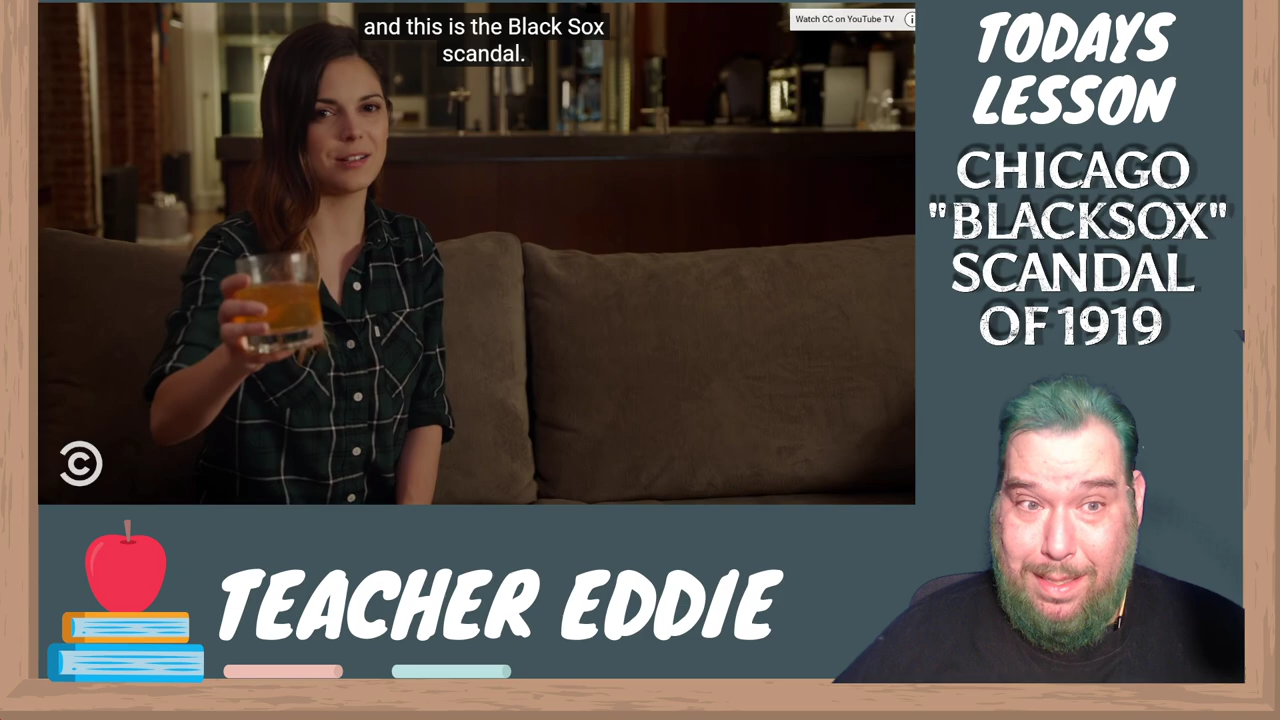 and this is the Black Sox
scandal.
Watch CC on YouTube TV
TODAYS
LESSON
CHICAGO
"BLACKSOX"
SCANDAL
OF 1919
TEACHER EDDIE